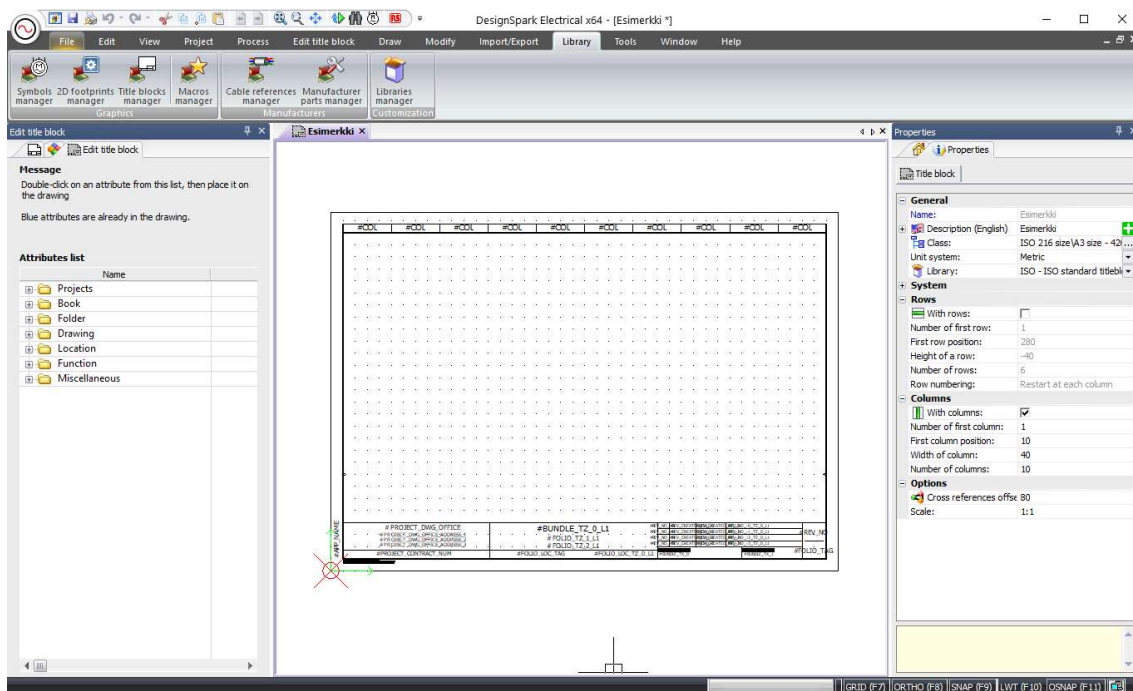 DesignSpark Electrical x64 - [Esimerkki *]
File Edit View Project Process Edit title block Draw Modify Import/Export Library Tools Window Help
Symbols manager 2D footprints manager Title blocks manager Macros manager Cable references manager Manufacturer parts manager Libraries manager
Graphics Manufacturers Customization
Edit title block
Edit title block
Message
Double-click on an attribute from this list, then place it on
the drawing
Blue attributes are already in the drawing.
Attributes list
Name
Projects
Book
Folder
Drawing
Location
Function
Miscellaneous
Esimerkki
#COL #COL #COL #COL #COL #COL #COL #COL #COL #COL
#APP_NAME
#PROJECT_DWG_OFFICE
#PROJECT_CONTRACT_NUM
#BUNDLE_TZ_0_L1
#FOLIO_TZ_1_L1
#FOLIO_TZ_2_L1
#FOLIO_LOC_TAG #FOLIO_LOC_TZ_0_L1
#REV_NO
#FOLIO_TAG
Properties
Properties
Title block
General
Name: Esimerkki
Description (English) Esimerkki
Class: ISO 216 size\A3 size - 42 ...
Unit system: Metric
Library: ISO - ISO standard titlebl
System
Rows
With rows:
Number of first row: 1
First row position: 280
Height of a row: -40
Number of rows: 6
Row numbering: Restart at each column
Columns
With columns:
Number of first column: 1
First column position: 10
Width of column: 40
Number of columns: 10
Options
Cross references offse 80
Scale: 1:1
GRID (F7) ORTHO (F8) SNAP (F9) LWT (F10) OSNAP (F11)